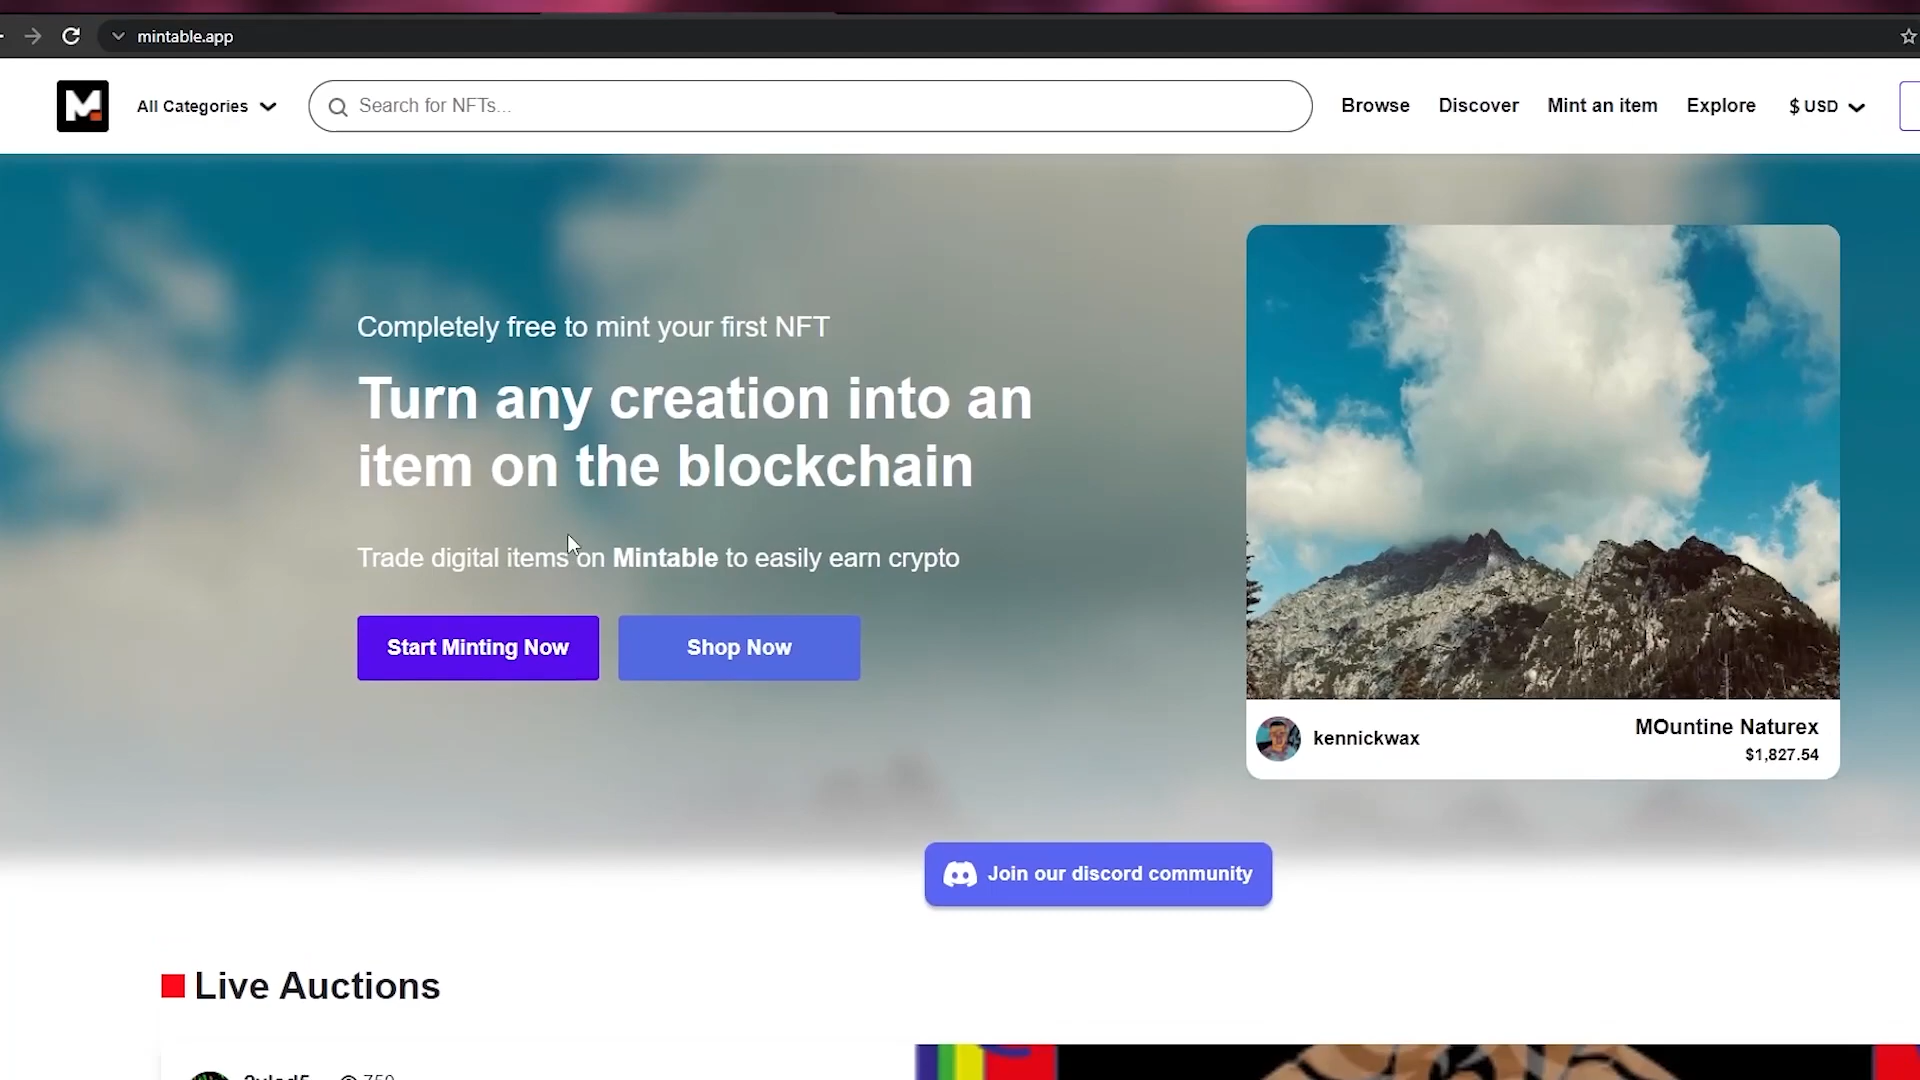 mintable.app
M
All Categories
Search for NFTs...
Browse
Discover
Mint an item
Explore
$ USD
Completely free to mint your first NFT
Turn any creation into an
item on the blockchain
Trade digital items on Mintable to easily earn crypto
Start Minting Now
Shop Now
kennickwax
MOuntine Naturex
$1,827.54
Join our discord community
Live Auctions